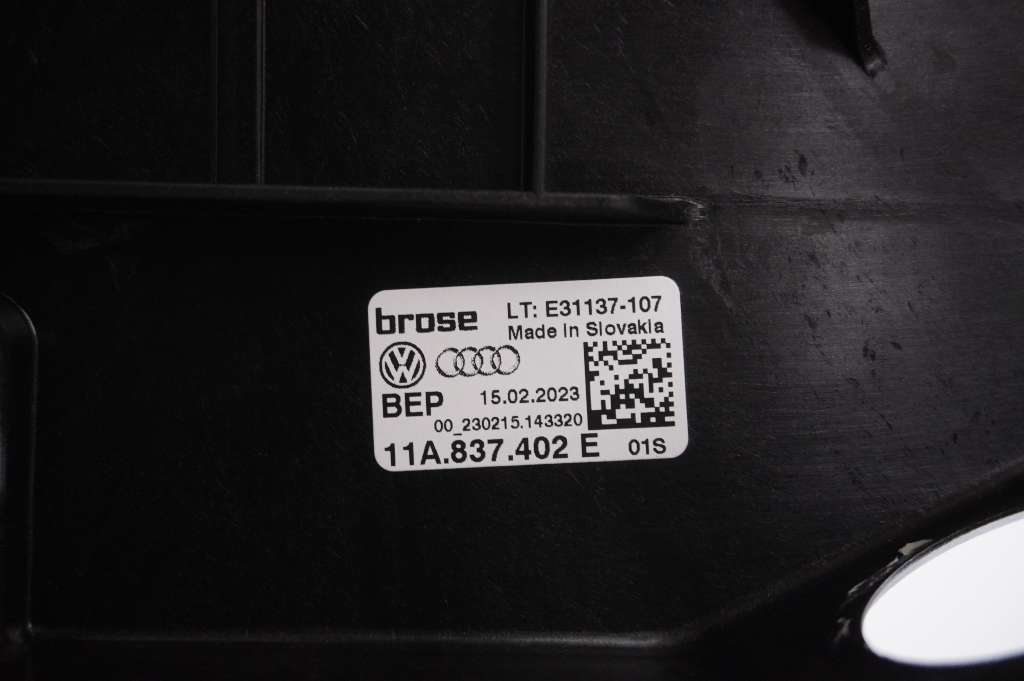 brose
LT: E31137-107
Made in Slovakia
BEP
15.02.2023
00_230215.143320
11A.837.402 E
01S